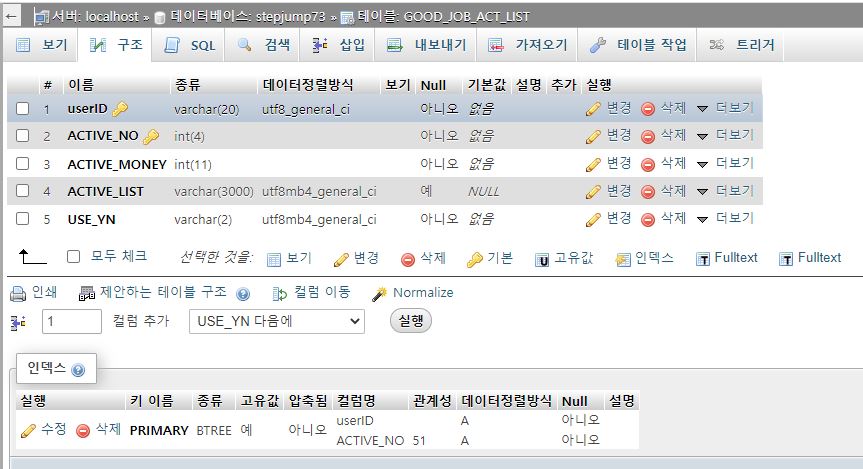 ← 서버: localhost » 데이터베이스: stepjump73 » 테이블: GOOD_JOB_ACT_LIST
보기 구조 SQL 검색 삽입 내보내기 가져오기 테이블 작업 트리거
# 이름 종류 데이터정렬방식 보기 Null 기본값 설명 추가 실행
1 userID varchar(20) utf8_general_ci 아니오 없음 변경 삭제 더보기
2 ACTIVE_NO int(4) 아니오 없음 변경 삭제 더보기
3 ACTIVE_MONEY int(11) 아니오 없음 변경 삭제 더보기
4 ACTIVE_LIST varchar(3000) utf8mb4_general_ci 예 NULL 변경 삭제 더보기
5 USE_YN varchar(2) utf8mb4_general_ci 아니오 없음 변경 삭제 더보기
모두 체크 선택한 것을: 보기 변경 삭제 기본 고유값 인덱스 Fulltext Fulltext
인쇄 제안하는 테이블 구조 컬럼 이동 Normalize
1 컬럼 추가 USE_YN 다음에 실행
인덱스
실행 키 이름 종류 고유값 압축됨 컬럼명 관계성 데이터정렬방식 Null 설명
수정 삭제 PRIMARY BTREE 예 아니오 userID A 아니오
ACTIVE_NO 51 A 아니오